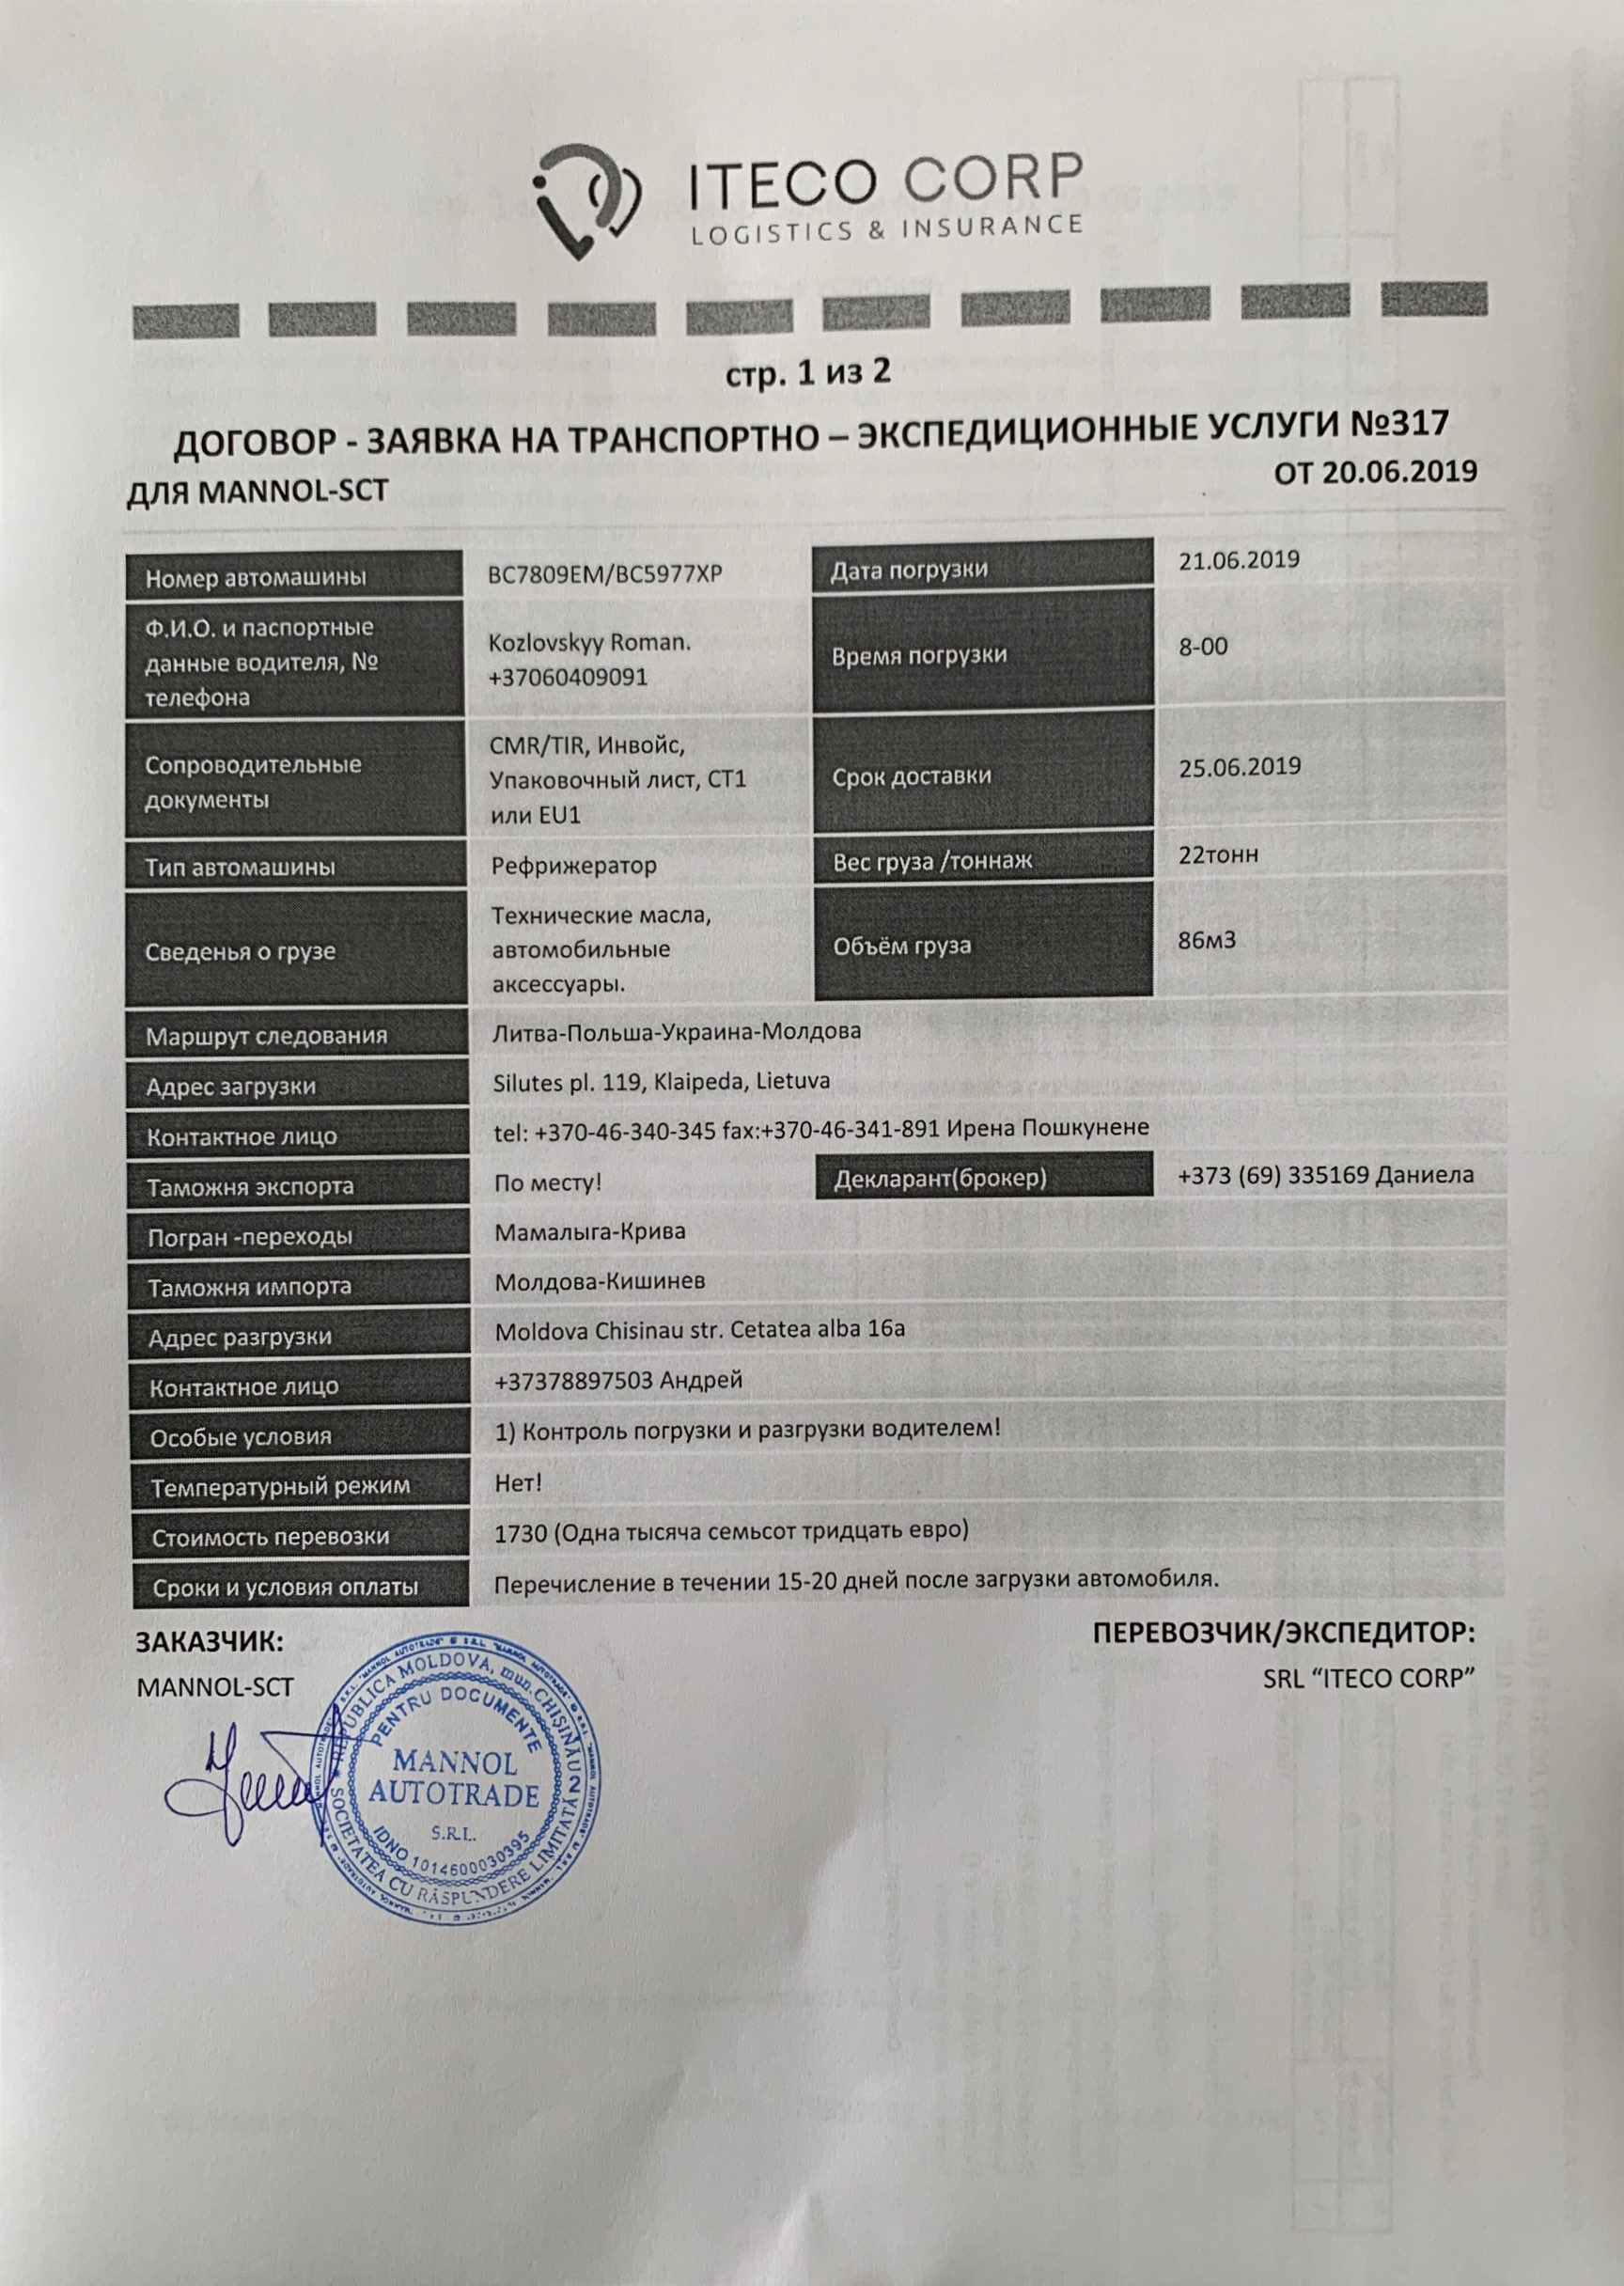 ITECO CORP
LOGISTICS & INSURANCE
стр. 1 из 2
ДОГОВОР - ЗАЯВКА НА ТРАНСПОРТНО – ЭКСПЕДИЦИОННЫЕ УСЛУГИ №317
ДЛЯ MANNOL-SCT
ОТ 20.06.2019
Номер автомашины
BC7809EM/BC5977XP
Дата погрузки
21.06.2019
Ф.И.О. и паспортные
данные водителя, №
телефона
Kozlovskyy Roman.
+37060409091
Время погрузки
8-00
Сопроводительные
документы
CMR/TIR, Инвойс,
Упаковочный лист, СТ1
или EU1
Срок доставки
25.06.2019
Тип автомашины
Рефрижератор
Вес груза /тоннаж
22тонн
Сведенья о грузе
Технические масла,
автомобильные
аксессуары.
Объём груза
86м3
Маршрут следования
Литва-Польша-Украина-Молдова
Адрес загрузки
Silutes pl. 119, Klaipeda, Lietuva
Контактное лицо
tel: +370-46-340-345 fax:+370-46-341-891 Ирена Пошкунене
Таможня экспорта
По месту!
Декларант(брокер)
+373 (69) 335169 Даниела
Погран -переходы
Мамалыга-Крива
Таможня импорта
Молдова-Кишинев
Адрес разгрузки
Moldova Chisinau str. Cetatea alba 16a
Контактное лицо
+37378897503 Андрей
Особые условия
1) Контроль погрузки и разгрузки водителем!
Температурный режим
Нет!
Стоимость перевозки
1730 (Одна тысяча семьсот тридцать евро)
Сроки и условия оплаты
Перечисление в течении 15-20 дней после загрузки автомобиля.
ЗАКАЗЧИК:
MANNOL-SCT
ПЕРЕВОЗЧИК/ЭКСПЕДИТОР:
SRL “ITECO CORP”
REPUBLICA MOLDOVA, mun. CHIŞINĂU
SOCIETATEA CU RĂSPUNDERE LIMITATĂ
2
PENTRU DOCUMENTE
MANNOL
AUTOTRADE
S.R.L.
IDNO 1014600030395